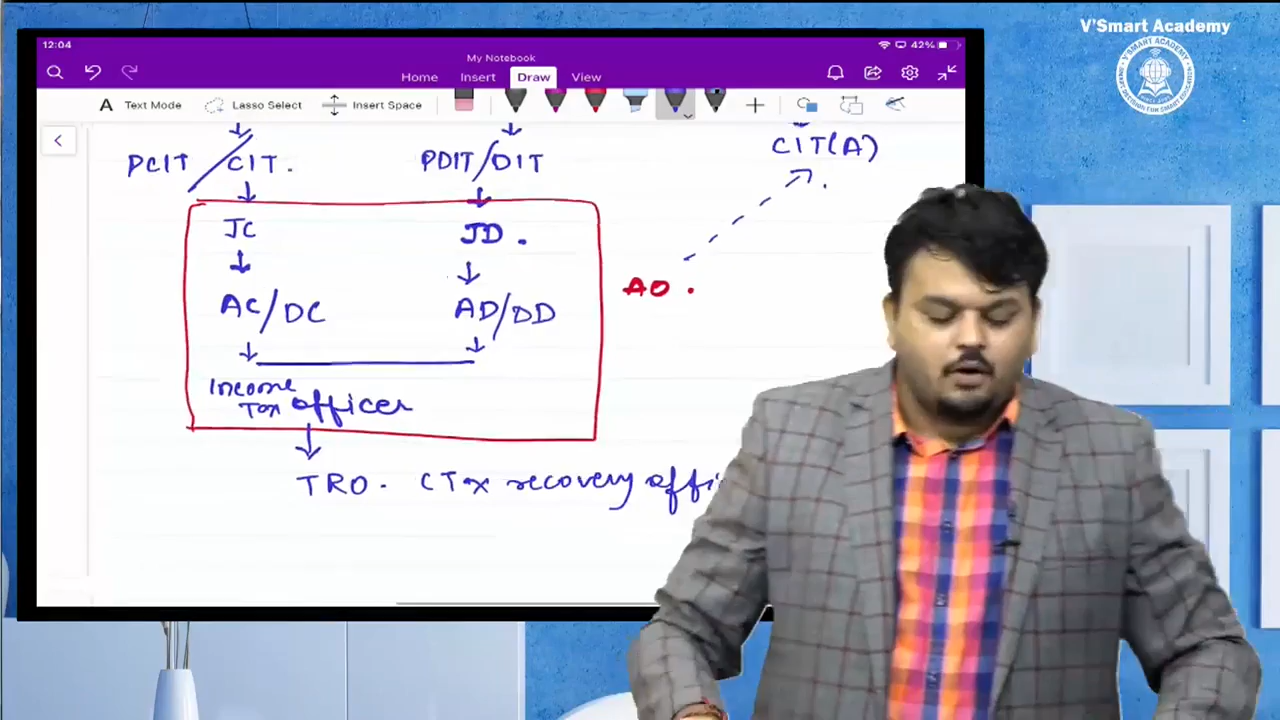 V'Smart Academy
12:04
42%
My Notebook
Home Insert Draw View
A Text Mode Lasso Select Insert Space
PCIT / CIT.
PDIT/DIT
CIT(A)
JC
JD.
AO.
AC/DC
AD/DD
Income
Tax officer
TRO. (Tax recovery offi